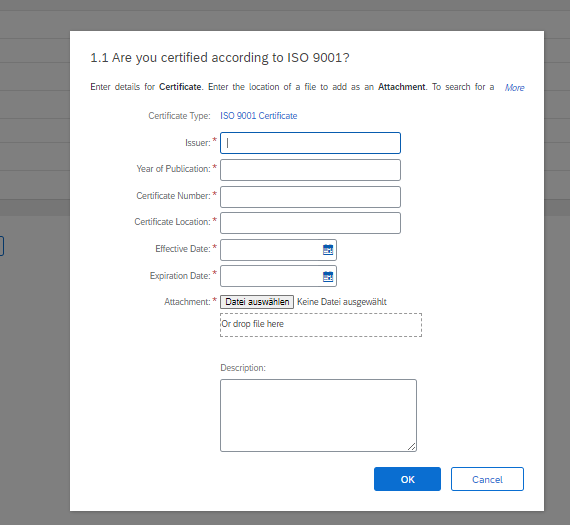 1.1 Are you certified according to ISO 9001?
Enter details for Certificate. Enter the location of a file to add as an Attachment. To search for a More
Certificate Type: ISO 9001 Certificate
Issuer: *
Year of Publication: *
Certificate Number: *
Certificate Location: *
Effective Date: *
Expiration Date: *
Attachment: * Datei auswählen Keine Datei ausgewählt
Or drop file here
Description:
OK Cancel